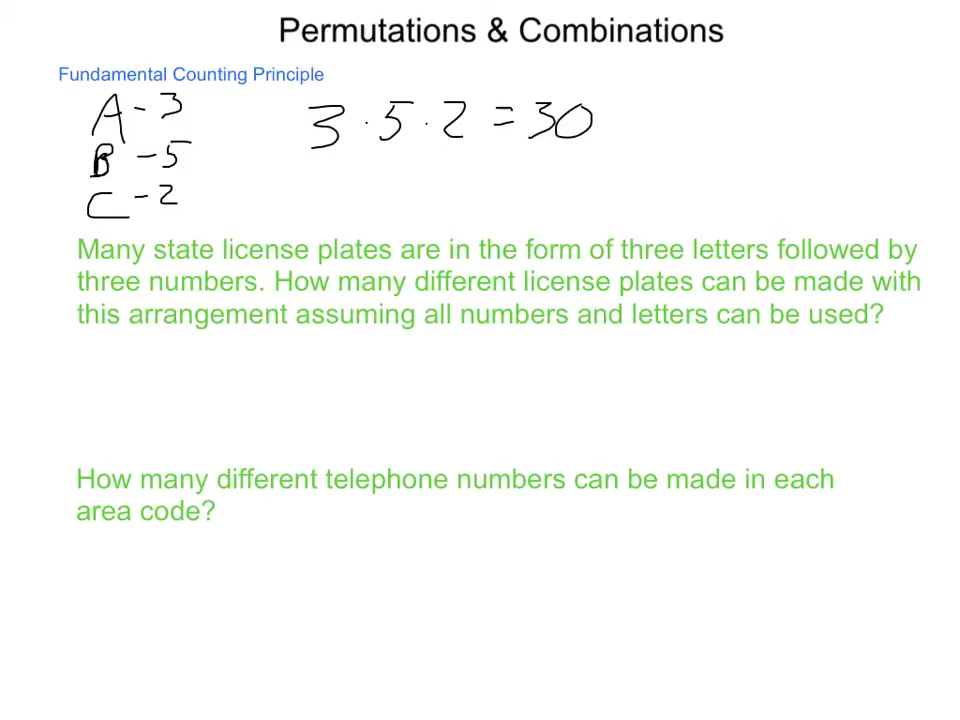 Permutations & Combinations
Fundamental Counting Principle
A - 3
B - 5
C - 2
3 · 5 · 2 = 30
Many state license plates are in the form of three letters followed by
three numbers. How many different license plates can be made with
this arrangement assuming all numbers and letters can be used?
How many different telephone numbers can be made in each
area code?